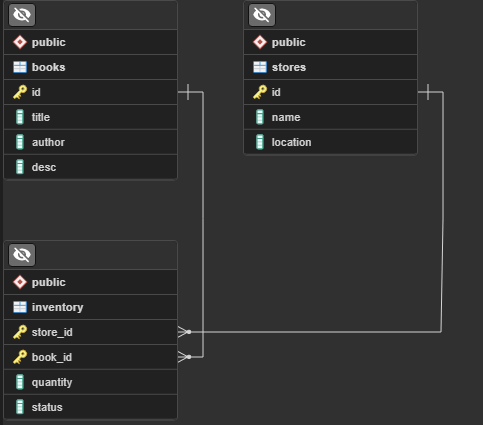 public
books
id
title
author
desc
public
stores
id
name
location
public
inventory
store_id
book_id
quantity
status